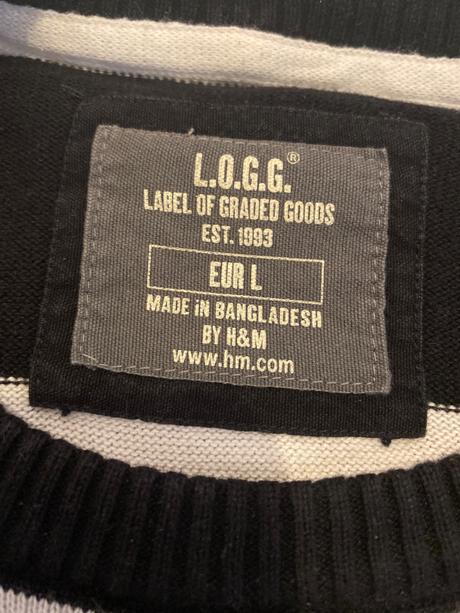 L.O.G.G.®
LABEL OF GRADED GOODS
EST. 1993
EUR L
MADE iN BANGLADESH
BY H&M
www.hm.com